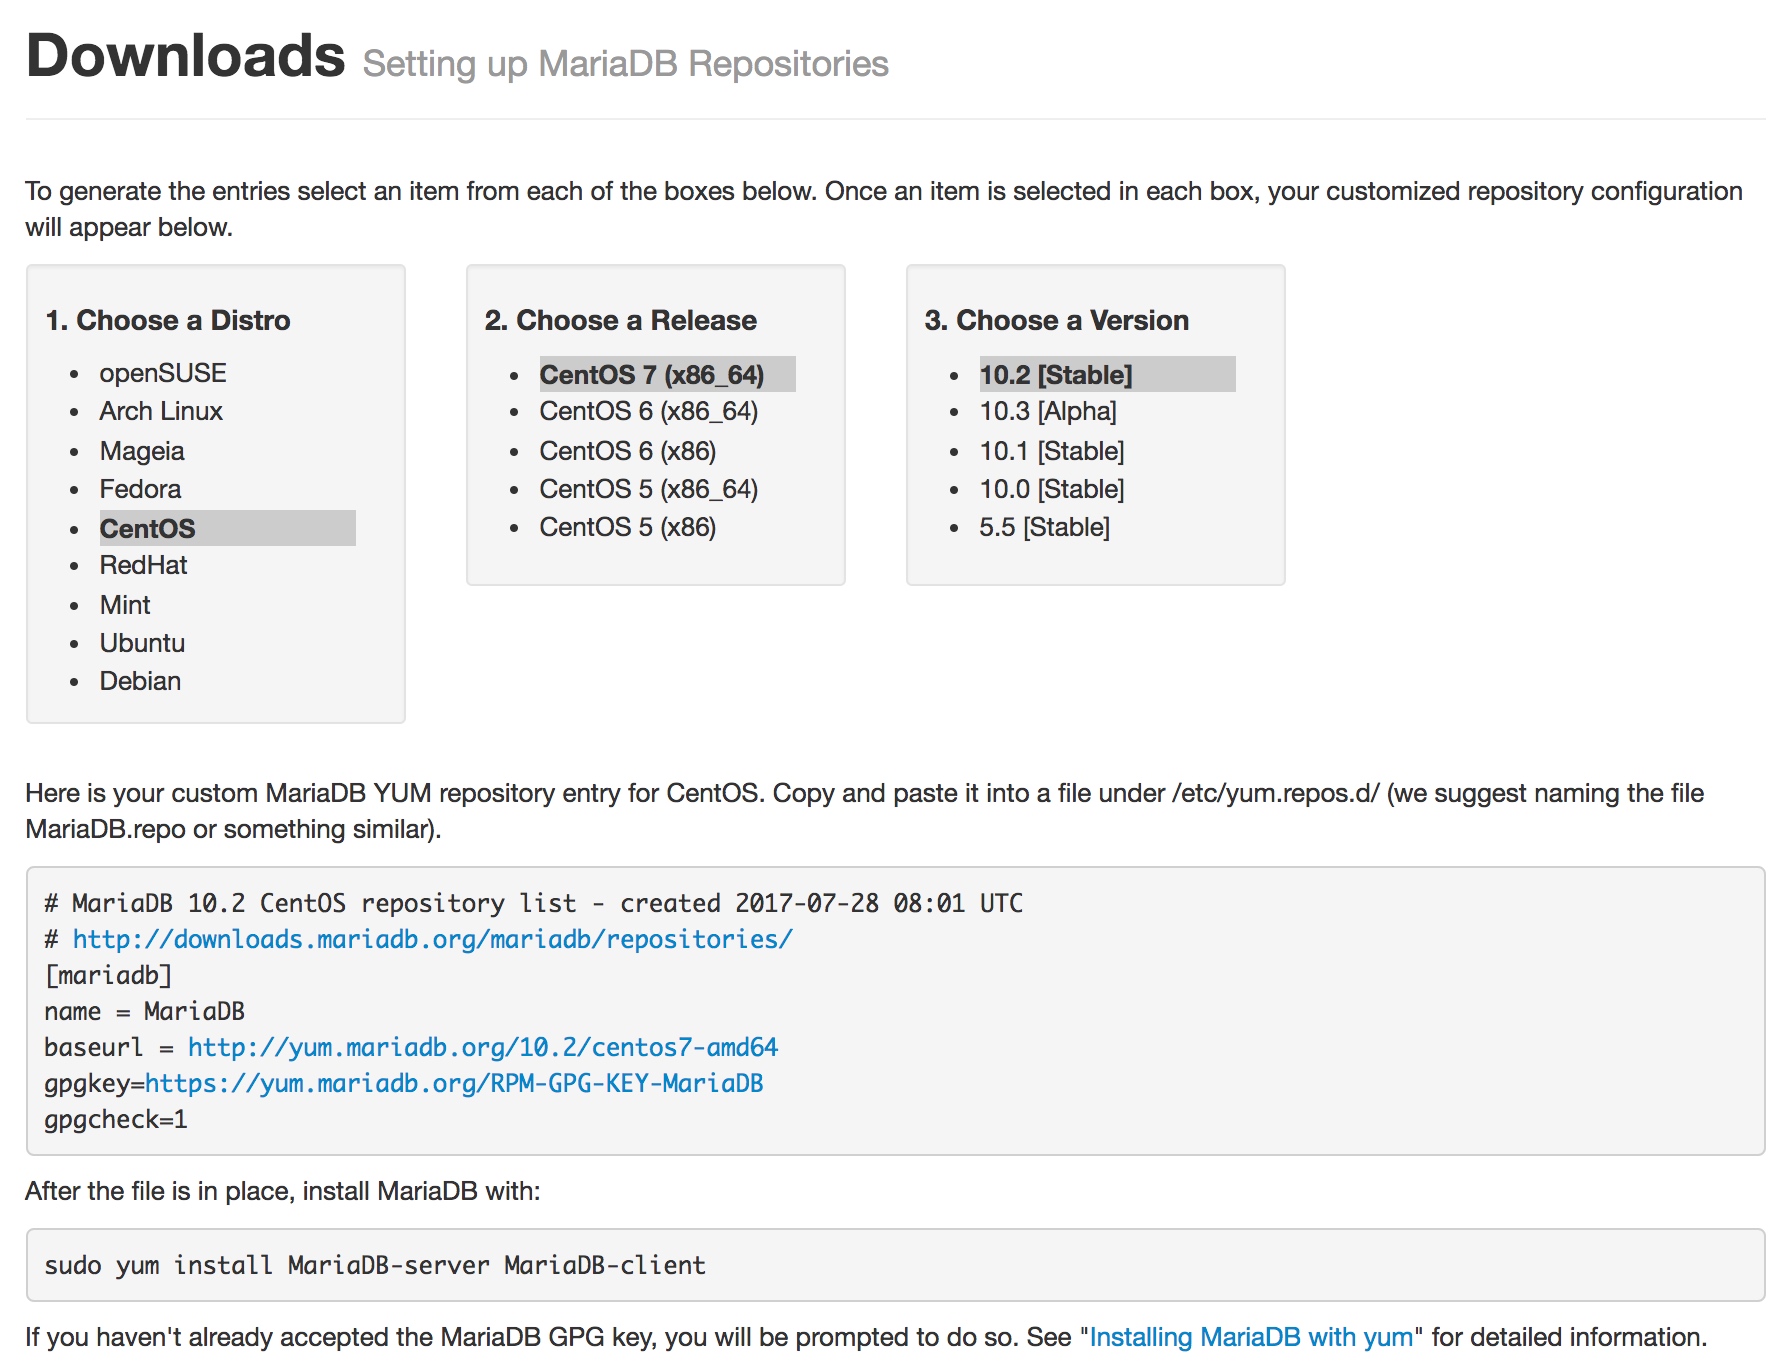 Downloads Setting up MariaDB Repositories
To generate the entries select an item from each of the boxes below. Once an item is selected in each box, your customized repository configuration
will appear below.
1. Choose a Distro
openSUSE
Arch Linux
Mageia
Fedora
CentOS
RedHat
Mint
Ubuntu
Debian
2. Choose a Release
CentOS 7 (x86_64)
CentOS 6 (x86_64)
CentOS 6 (x86)
CentOS 5 (x86_64)
CentOS 5 (x86)
3. Choose a Version
10.2 [Stable]
10.3 [Alpha]
10.1 [Stable]
10.0 [Stable]
5.5 [Stable]
Here is your custom MariaDB YUM repository entry for CentOS. Copy and paste it into a file under /etc/yum.repos.d/ (we suggest naming the file
MariaDB.repo or something similar).
# MariaDB 10.2 CentOS repository list - created 2017-07-28 08:01 UTC
# http://downloads.mariadb.org/mariadb/repositories/
[mariadb]
name = MariaDB
baseurl = http://yum.mariadb.org/10.2/centos7-amd64
gpgkey=https://yum.mariadb.org/RPM-GPG-KEY-MariaDB
gpgcheck=1
After the file is in place, install MariaDB with:
sudo yum install MariaDB-server MariaDB-client
If you haven't already accepted the MariaDB GPG key, you will be prompted to do so. See "Installing MariaDB with yum" for detailed information.